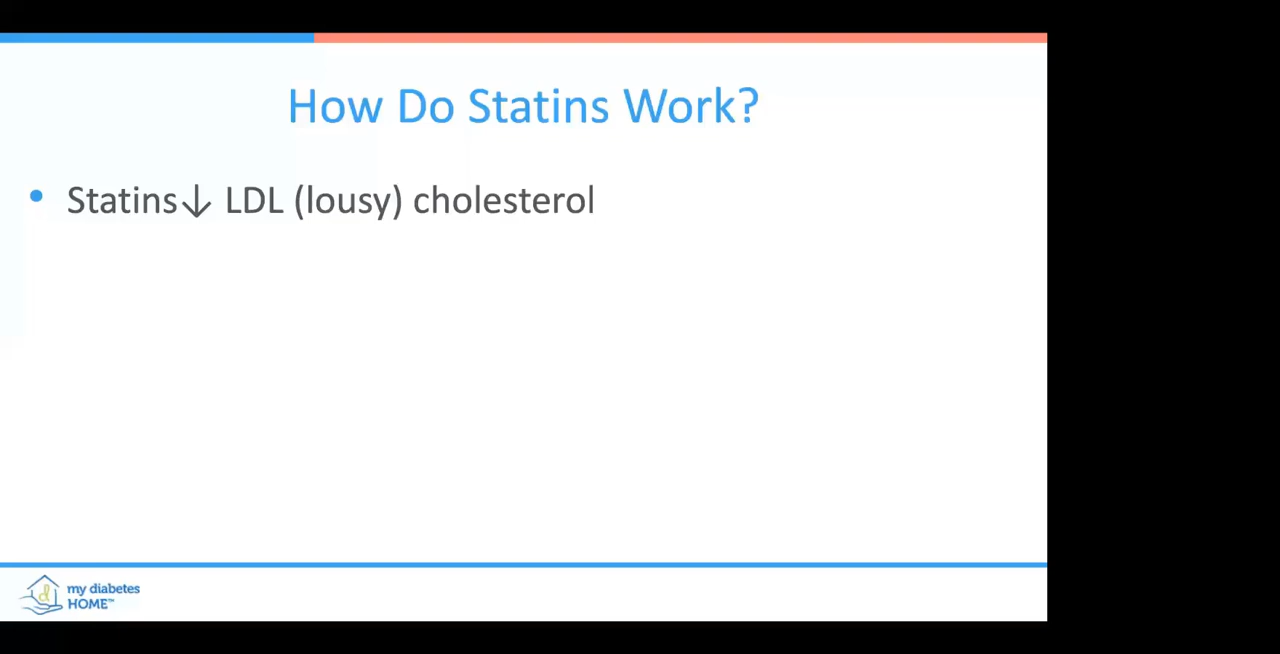 How Do Statins Work?
• Statins↓ LDL (lousy) cholesterol
my diabetes
HOME™